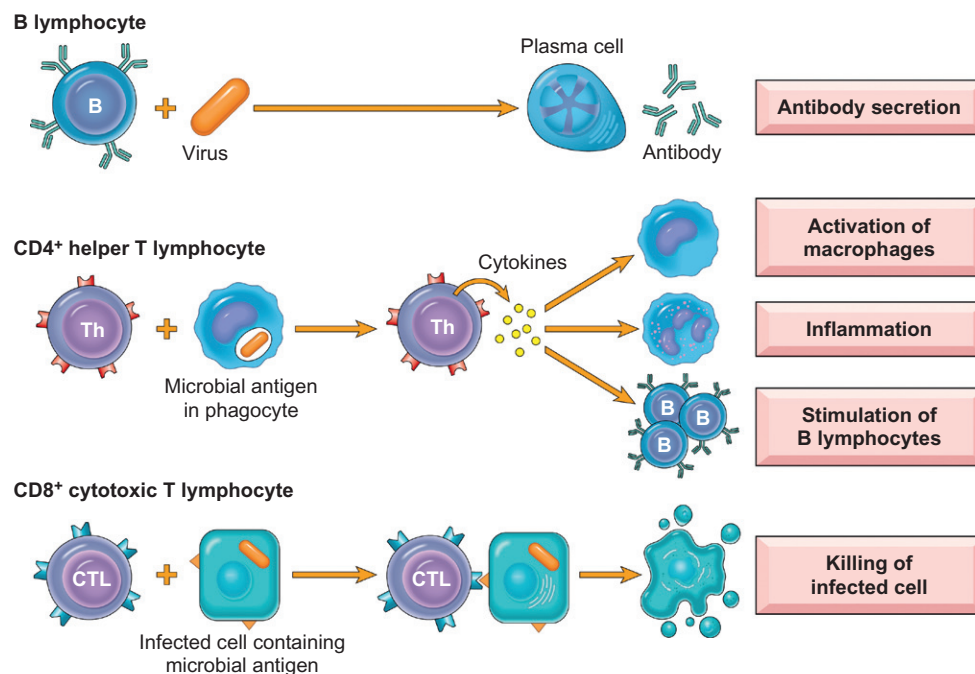 B lymphocyte
B
Virus
Plasma cell
Antibody
Antibody secretion
CD4⁺ helper T lymphocyte
Th
Microbial antigen
in phagocyte
Th
Cytokines
Activation of
macrophages
Inflammation
B
B
B
Stimulation of
B lymphocytes
CD8⁺ cytotoxic T lymphocyte
CTL
Infected cell containing
microbial antigen
CTL
Killing of
infected cell